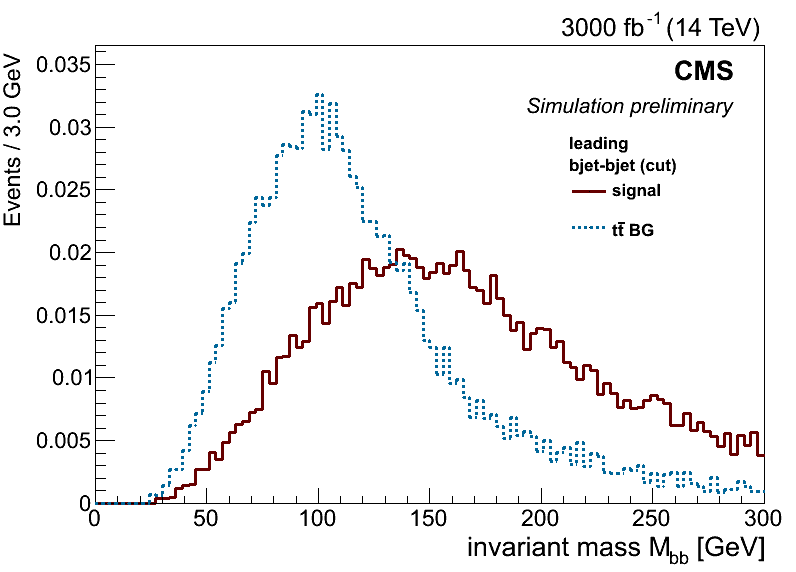 3000 fb-1 (14 TeV)
CMS
Simulation preliminary
leading
bjet-bjet (cut)
signal
tt̄ BG
Events / 3.0 GeV
0.035
0.03
0.025
0.02
0.015
0.01
0.005
0
0 50 100 150 200 250 300
invariant mass Mbb [GeV]